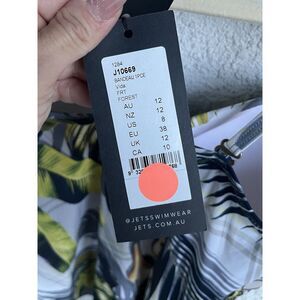 1284
J10669
BANDEAU 1PCE
Vida
FRT
FOREST
AU 12
NZ 12
US 8
EU 38
UK 12
CA 10
@JETSSWIMWEAR
JETS.COM.AU